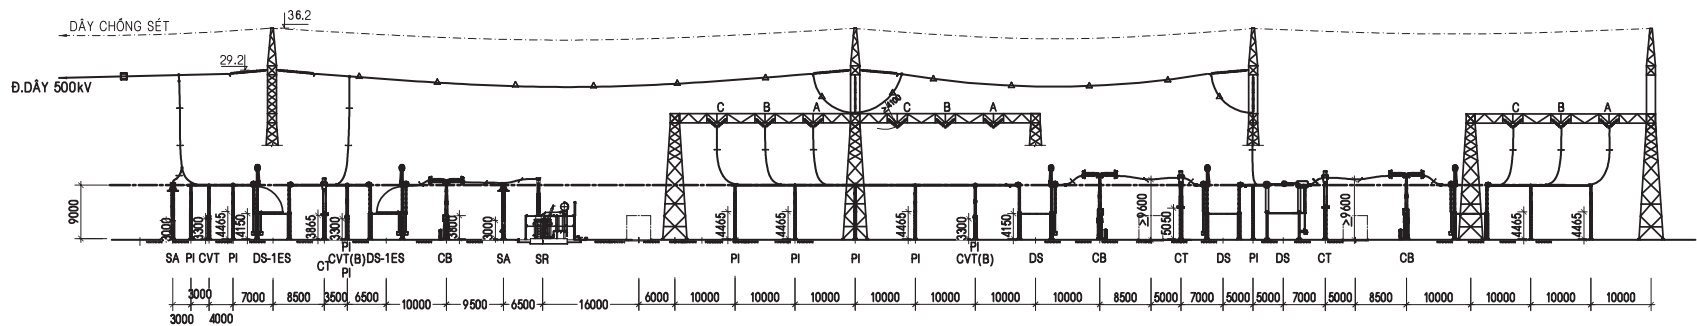 36.2
DÂY CHỐNG SÉT
29.2
Đ.DÂY 500kV
≥4100
C B A C B A C B A
9000
3000 3300 4465 4150 3865 3300 3800 3000 4465 4465 4465 3300 4150 ≥9600 5050 ≥9600 4465 4465
SA PI CVT PI DS-1ES CT PI CVT(B) PI DS-1ES CB SA SR PI PI PI PI PI CVT(B) DS CB CT DS PI DS CT CB
3000 7000 8500 3500 6500 10000 9500 6500 16000 6000 10000 10000 10000 10000 10000 10000 10000 8500 5000 7000 5000 5000 7000 5000 8500 10000 10000 10000 10000
3000 4000